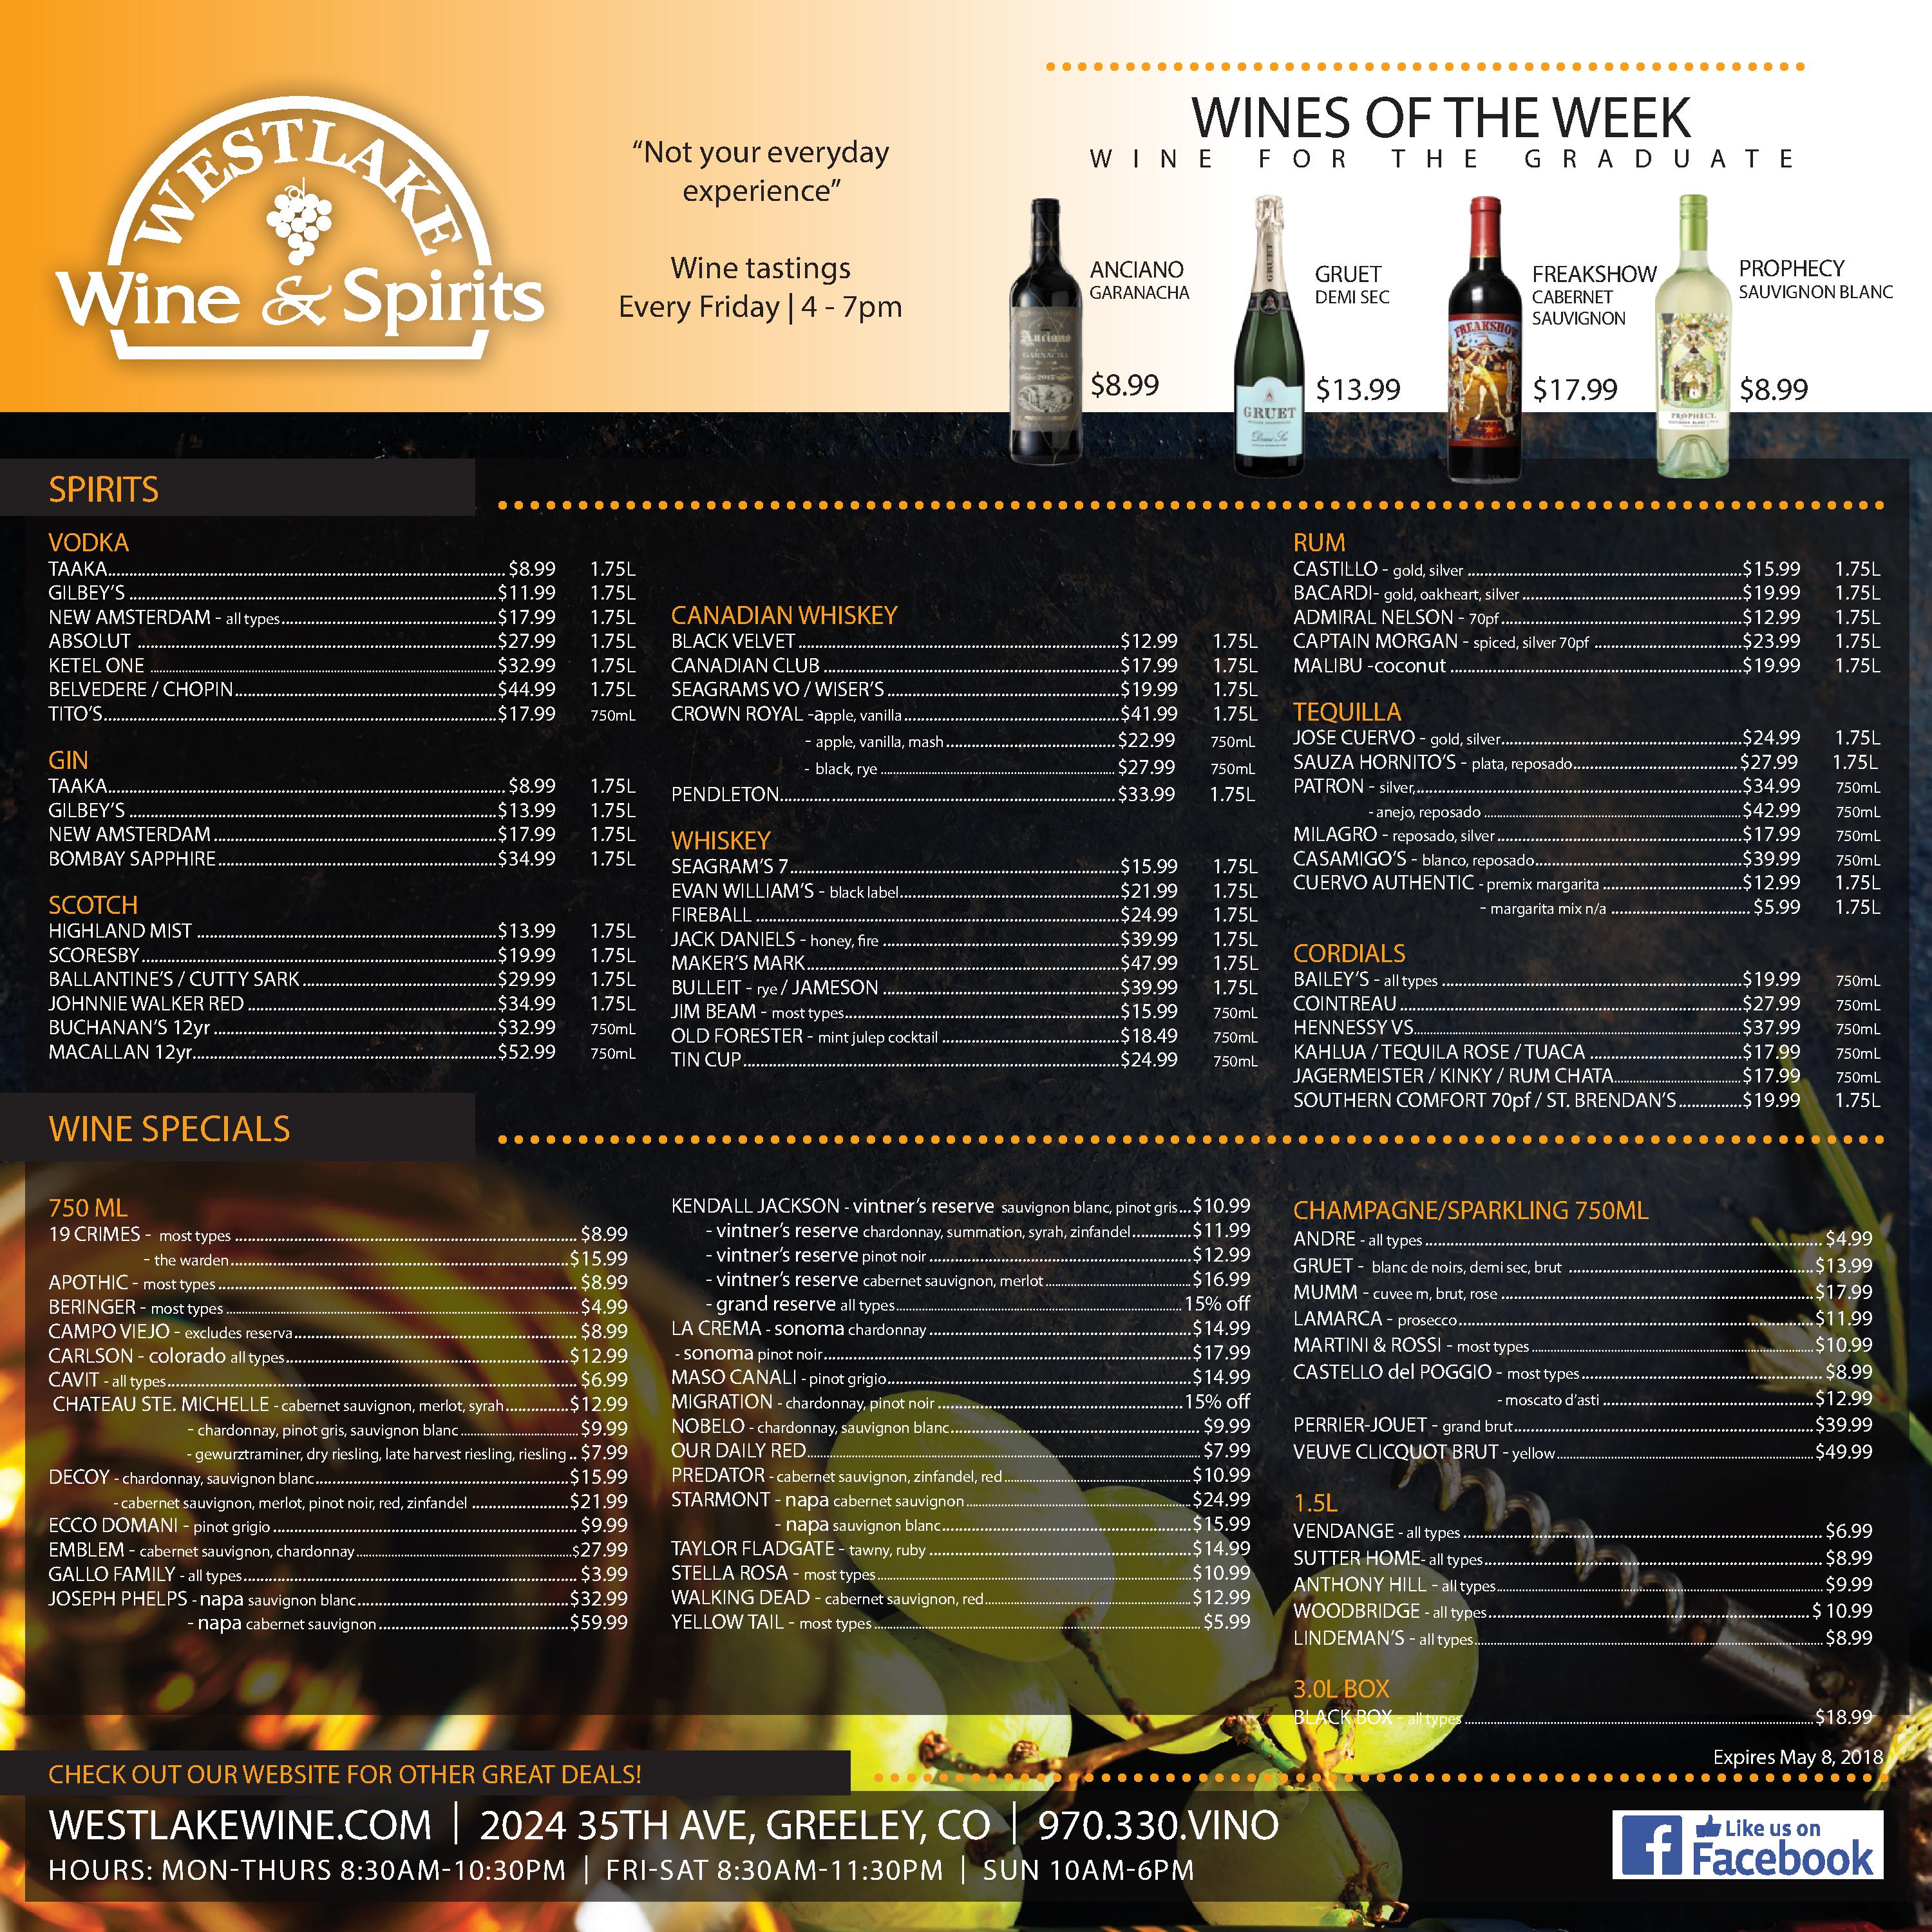 WESTLAKE
Wine & Spirits
“Not your everyday
experience”
Wine tastings
Every Friday | 4 - 7pm
WINES OF THE WEEK
WINE FOR THE GRADUATE
ANCIANO
GARANACHA
$8.99
GRUET
DEMI SEC
$13.99
FREAKSHOW
CABERNET
SAUVIGNON
$17.99
PROPHECY
SAUVIGNON BLANC
$8.99
Anciano
GARNACHA
GRUET
GRUET
Demi Sec
FREAKSHOW
PROPHECY
SPIRITS
VODKA
TAAKA $8.99 1.75L
GILBEY’S $11.99 1.75L
NEW AMSTERDAM - all types $17.99 1.75L
ABSOLUT $27.99 1.75L
KETEL ONE $32.99 1.75L
BELVEDERE / CHOPIN $44.99 1.75L
TITO’S $17.99 750mL
GIN
TAAKA $8.99 1.75L
GILBEY’S $13.99 1.75L
NEW AMSTERDAM $17.99 1.75L
BOMBAY SAPPHIRE $34.99 1.75L
SCOTCH
HIGHLAND MIST $13.99 1.75L
SCORESBY $19.99 1.75L
BALLANTINE’S / CUTTY SARK $29.99 1.75L
JOHNNIE WALKER RED $34.99 1.75L
BUCHANAN’S 12yr $32.99 750mL
MACALLAN 12yr $52.99 750mL
CANADIAN WHISKEY
BLACK VELVET $12.99 1.75L
CANADIAN CLUB $17.99 1.75L
SEAGRAMS VO / WISER’S $19.99 1.75L
CROWN ROYAL -apple, vanilla $41.99 1.75L
- apple, vanilla, mash $22.99 750mL
- black, rye $27.99 750mL
PENDLETON $33.99 1.75L
WHISKEY
SEAGRAM’S 7 $15.99 1.75L
EVAN WILLIAM’S - black label $21.99 1.75L
FIREBALL $24.99 1.75L
JACK DANIELS - honey, fire $39.99 1.75L
MAKER’S MARK $47.99 1.75L
BULLEIT - rye / JAMESON $39.99 1.75L
JIM BEAM - most types $15.99 750mL
OLD FORESTER - mint julep cocktail $18.49 750mL
TIN CUP $24.99 750mL
RUM
CASTILLO - gold, silver $15.99 1.75L
BACARDI- gold, oakheart, silver $19.99 1.75L
ADMIRAL NELSON - 70pf $12.99 1.75L
CAPTAIN MORGAN - spiced, silver 70pf $23.99 1.75L
MALIBU -coconut $19.99 1.75L
TEQUILLA
JOSE CUERVO - gold, silver $24.99 1.75L
SAUZA HORNITO’S - plata, reposado $27.99 1.75L
PATRON - silver, $34.99 750mL
- anejo, reposado $42.99 750mL
MILAGRO - reposado, silver $17.99 750mL
CASAMIGO’S - blanco, reposado $39.99 750mL
CUERVO AUTHENTIC - premix margarita $12.99 1.75L
- margarita mix n/a $5.99 1.75L
CORDIALS
BAILEY’S - all types $19.99 750mL
COINTREAU $27.99 750mL
HENNESSY VS $37.99 750mL
KAHLUA / TEQUILA ROSE / TUACA $17.99 750mL
JAGERMEISTER / KINKY / RUM CHATA $17.99 750mL
SOUTHERN COMFORT 70pf / ST. BRENDAN’S $19.99 1.75L
WINE SPECIALS
750 ML
19 CRIMES - most types $8.99
- the warden $15.99
APOTHIC - most types $8.99
BERINGER - most types $4.99
CAMPO VIEJO - excludes reserva $8.99
CARLSON - colorado all types $12.99
CAVIT - all types $6.99
CHATEAU STE. MICHELLE - cabernet sauvignon, merlot, syrah $12.99
- chardonnay, pinot gris, sauvignon blanc $9.99
- gewurztraminer, dry riesling, late harvest riesling, riesling $7.99
DECOY - chardonnay, sauvignon blanc $15.99
- cabernet sauvignon, merlot, pinot noir, red, zinfandel $21.99
ECCO DOMANI - pinot grigio $9.99
EMBLEM - cabernet sauvignon, chardonnay $27.99
GALLO FAMILY - all types $3.99
JOSEPH PHELPS - napa sauvignon blanc $32.99
- napa cabernet sauvignon $59.99
KENDALL JACKSON - vintner’s reserve sauvignon blanc, pinot gris $10.99
- vintner’s reserve chardonnay, summation, syrah, zinfandel $11.99
- vintner’s reserve pinot noir $12.99
- vintner’s reserve cabernet sauvignon, merlot $16.99
- grand reserve all types 15% off
LA CREMA - sonoma chardonnay $14.99
- sonoma pinot noir $17.99
MASO CANALI - pinot grigio $14.99
MIGRATION - chardonnay, pinot noir 15% off
NOBELO - chardonnay, sauvignon blanc $9.99
OUR DAILY RED $7.99
PREDATOR - cabernet sauvignon, zinfandel, red $10.99
STARMONT - napa cabernet sauvignon $24.99
- napa sauvignon blanc $15.99
TAYLOR FLADGATE - tawny, ruby $14.99
STELLA ROSA - most types $10.99
WALKING DEAD - cabernet sauvignon, red $12.99
YELLOW TAIL - most types $5.99
CHAMPAGNE/SPARKLING 750ML
ANDRE - all types $4.99
GRUET - blanc de noirs, demi sec, brut $13.99
MUMM - cuvee m, brut, rose $17.99
LAMARCA - prosecco $11.99
MARTINI & ROSSI - most types $10.99
CASTELLO del POGGIO - most types $8.99
- moscato d’asti $12.99
PERRIER-JOUET - grand brut $39.99
VEUVE CLICQUOT BRUT - yellow $49.99
1.5L
VENDANGE - all types $6.99
SUTTER HOME- all types $8.99
ANTHONY HILL - all types $9.99
WOODBRIDGE - all types $ 10.99
LINDEMAN’S - all types $8.99
3.0L BOX
BLACK BOX - all types $18.99
Expires May 8, 2018
CHECK OUT OUR WEBSITE FOR OTHER GREAT DEALS!
WESTLAKEWINE.COM | 2024 35TH AVE, GREELEY, CO | 970.330.VINO
HOURS: MON-THURS 8:30AM-10:30PM | FRI-SAT 8:30AM-11:30PM | SUN 10AM-6PM
f Like us on
Facebook